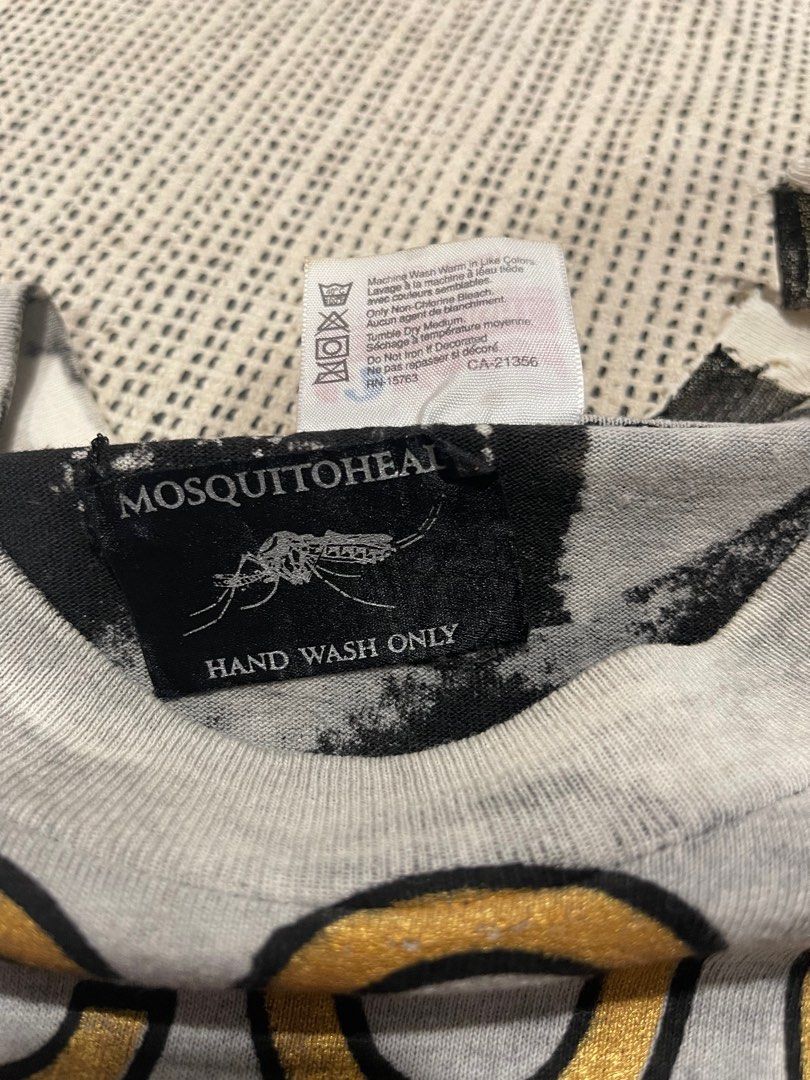 Machine Wash Warm in Like Colors.
Lavage à la machine à l'eau tiède
avec couleurs semblables.
Only Non-Chlorine Bleach.
Aucun agent de blanchiment.
Tumble Dry Medium.
Séchage à température moyenne.
Do Not Iron if Decorated
Ne pas repasser si décoré.
RN-15763 CA-21356
MOSQUITOHEAD
HAND WASH ONLY